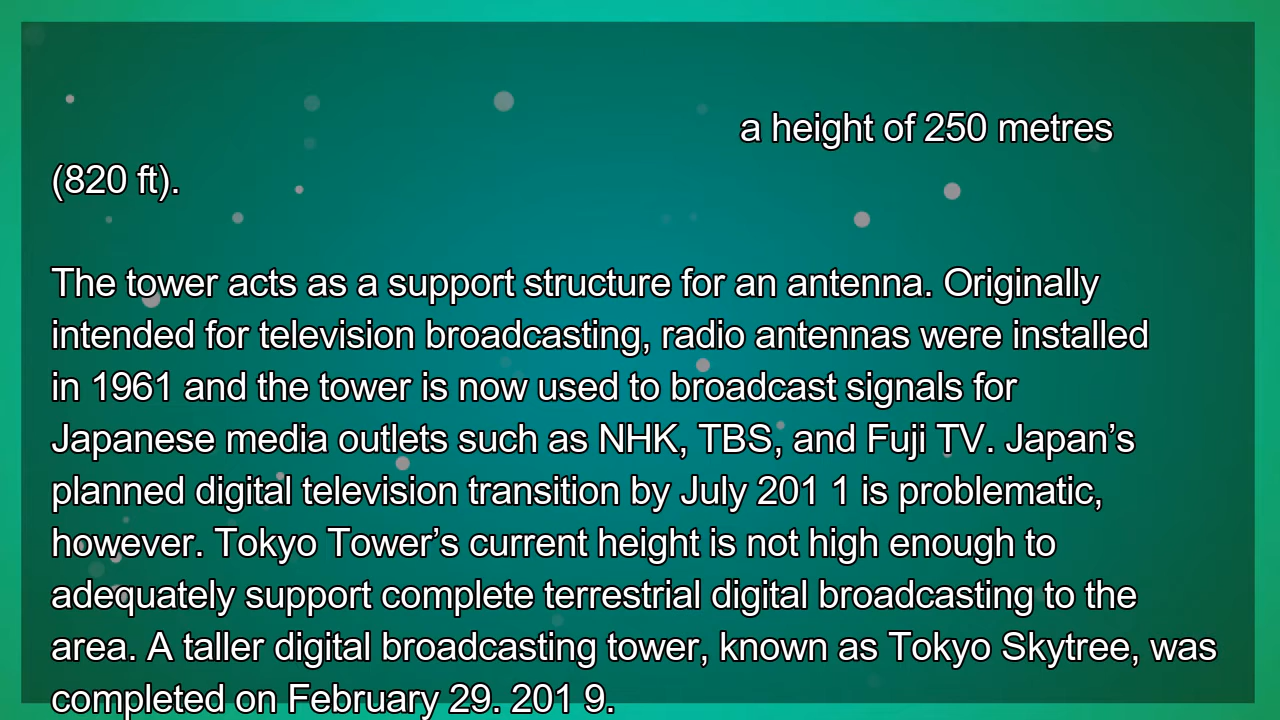 a height of 250 metres
(820 ft).
The tower acts as a support structure for an antenna. Originally
intended for television broadcasting, radio antennas were installed
in 1961 and the tower is now used to broadcast signals for
Japanese media outlets such as NHK, TBS, and Fuji TV. Japan’s
planned digital television transition by July 201 1 is problematic,
however. Tokyo Tower’s current height is not high enough to
adequately support complete terrestrial digital broadcasting to the
area. A taller digital broadcasting tower, known as Tokyo Skytree, was
completed on February 29. 201 9.